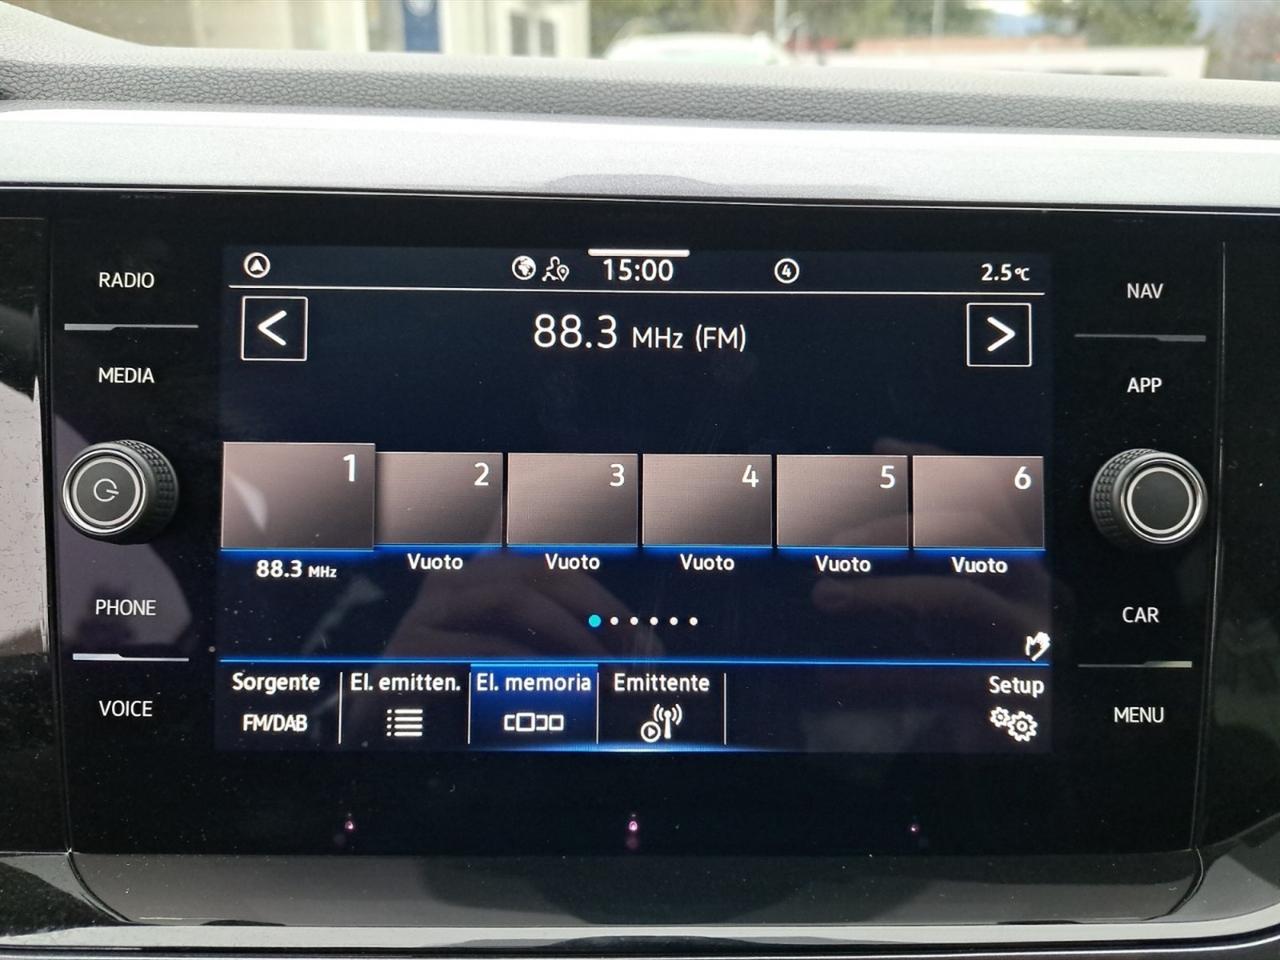 RADIO
MEDIA
PHONE
VOICE
15:00
4
2.5°C
< 88.3 MHz (FM) >
1 2 3 4 5 6
88.3 MHz Vuoto Vuoto Vuoto Vuoto Vuoto
Sorgente El. emitten. El. memoria Emittente Setup
FM/DAB
NAV
APP
CAR
MENU